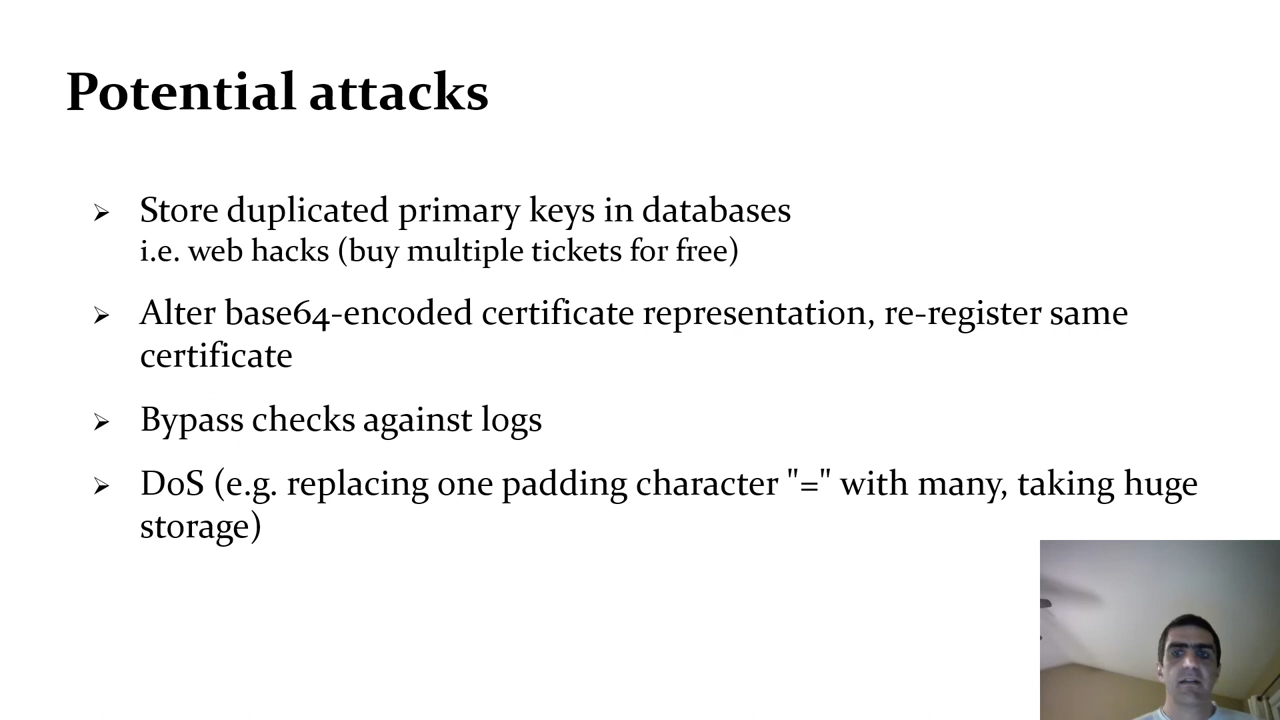 Potential attacks
➢ Store duplicated primary keys in databases
i.e. web hacks (buy multiple tickets for free)
➢ Alter base64-encoded certificate representation, re-register same
certificate
➢ Bypass checks against logs
➢ DoS (e.g. replacing one padding character "=" with many, taking huge
storage)